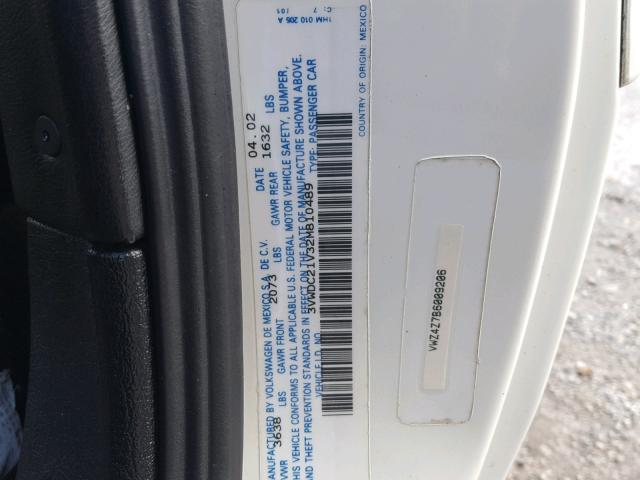 MANUFACTURED BY VOLKSWAGEN DE MEXICO S.A. DE C.V. DATE 04.02
GVWR 3638 LBS GAWR FRONT 2073 LBS GAWR REAR 1632 LBS
THIS VEHICLE CONFORMS TO ALL APPLICABLE U.S. FEDERAL MOTOR VEHICLE SAFETY, BUMPER,
AND THEFT PREVENTION STANDARDS IN EFFECT ON THE DATE OF MANUFACTURE SHOWN ABOVE.
VEHICLE I.D. NO. 3VWDC21V32M810489 TYPE: PASSENGER CAR
COUNTRY OF ORIGIN: MEXICO
1HM 010 205 A
VWZ4Z7B6009206